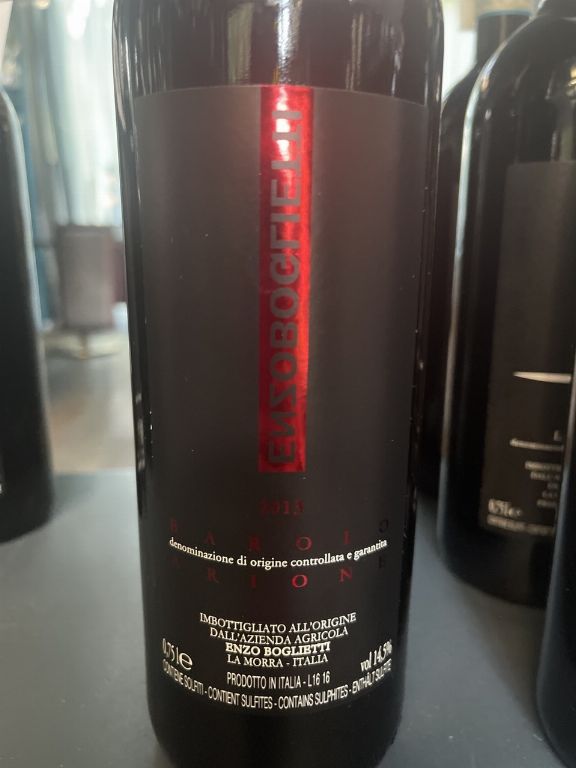 ENZOBOGLIETTI
2013
BAROLO
denominazione di origine controllata e garantita
ARIONE
IMBOTTIGLIATO ALL'ORIGINE
DALL'AZIENDA AGRICOLA
ENZO BOGLIETTI
LA MORRA - ITALIA
0,75 l e vol 14,5%
PRODOTTO IN ITALIA - L16 16
CONTIENE SOLFITI - CONTIENT SULFITES - CONTAINS SULPHITES - ENTHÄLT SULFITE